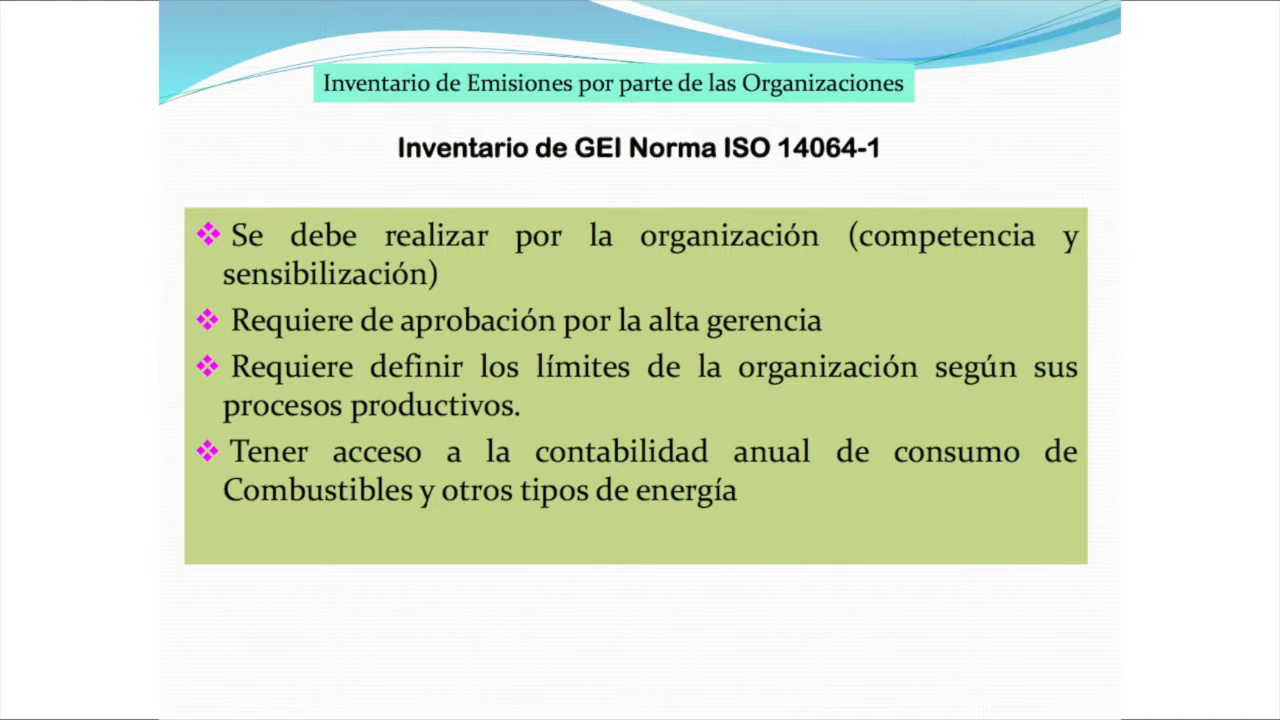 Inventario de Emisiones por parte de las Organizaciones
Inventario de GEI Norma ISO 14064-1
Se debe realizar por la organización (competencia y
sensibilización)
Requiere de aprobación por la alta gerencia
Requiere definir los límites de la organización según sus
procesos productivos.
Tener acceso a la contabilidad anual de consumo de
Combustibles y otros tipos de energía